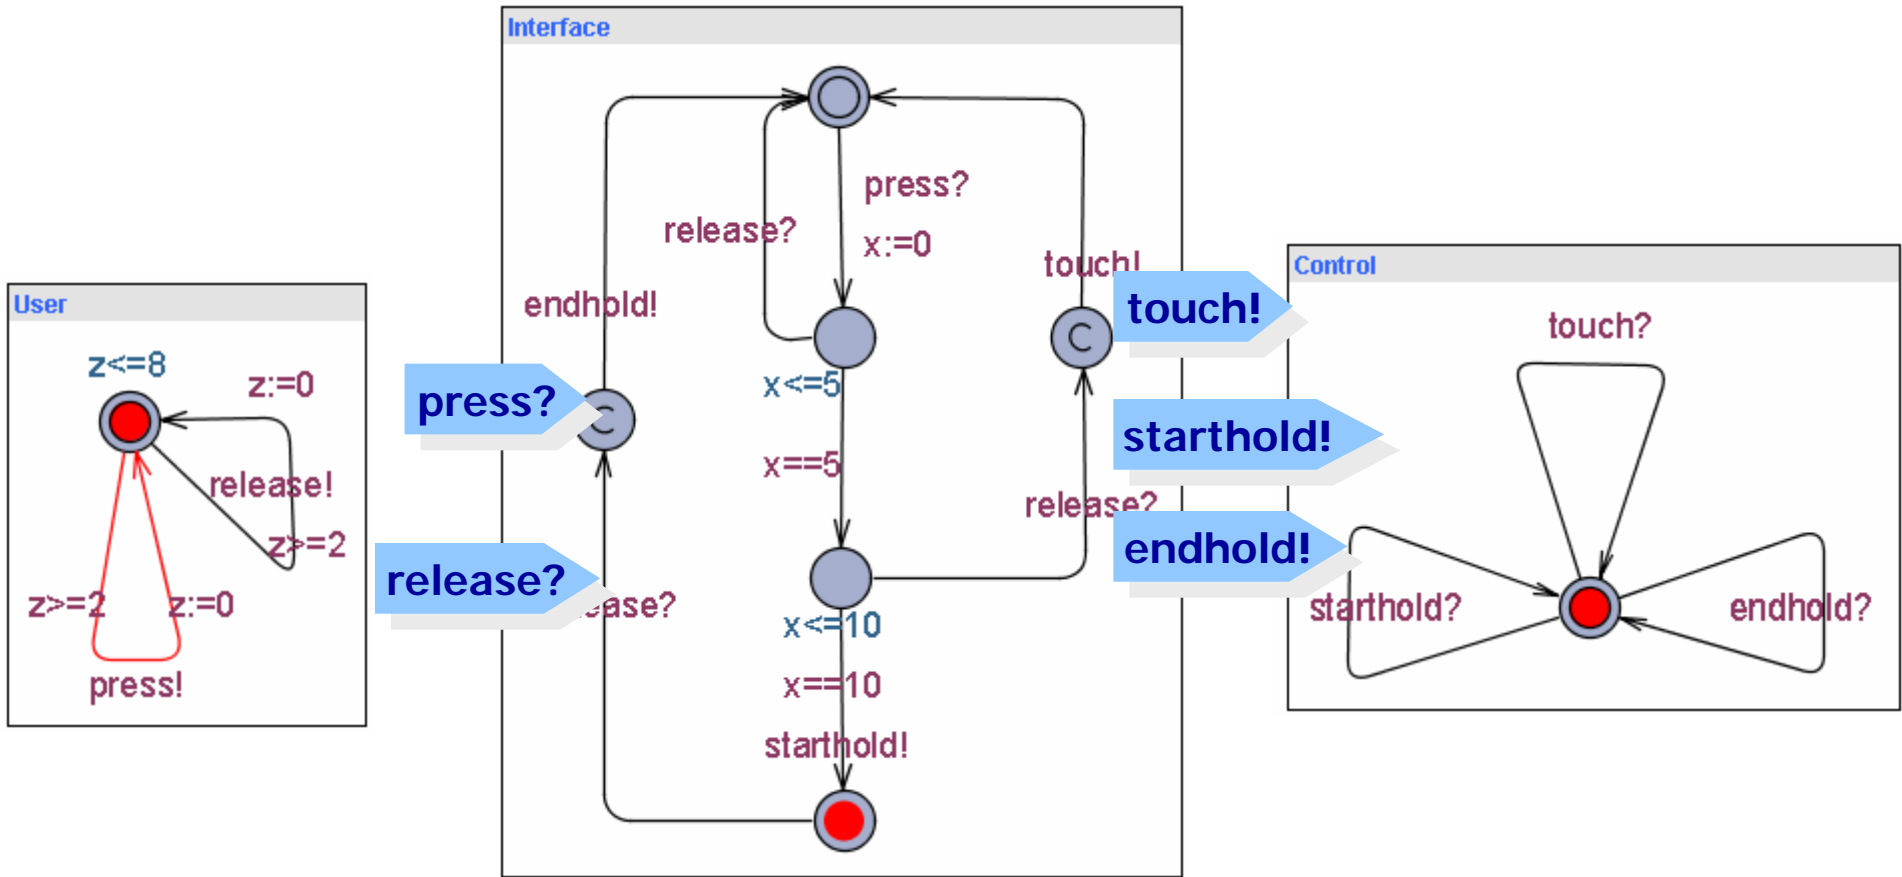 User
z<=8
z:=0
release!
z>=2
z>=2
z:=0
press!
press?
release?
Interface
press?
x:=0
release?
endhold!
touch!
C
C
x<=5
x==5
release?
x<=10
x==10
starthold!
touch!
starthold!
endhold!
Control
touch?
starthold?
endhold?